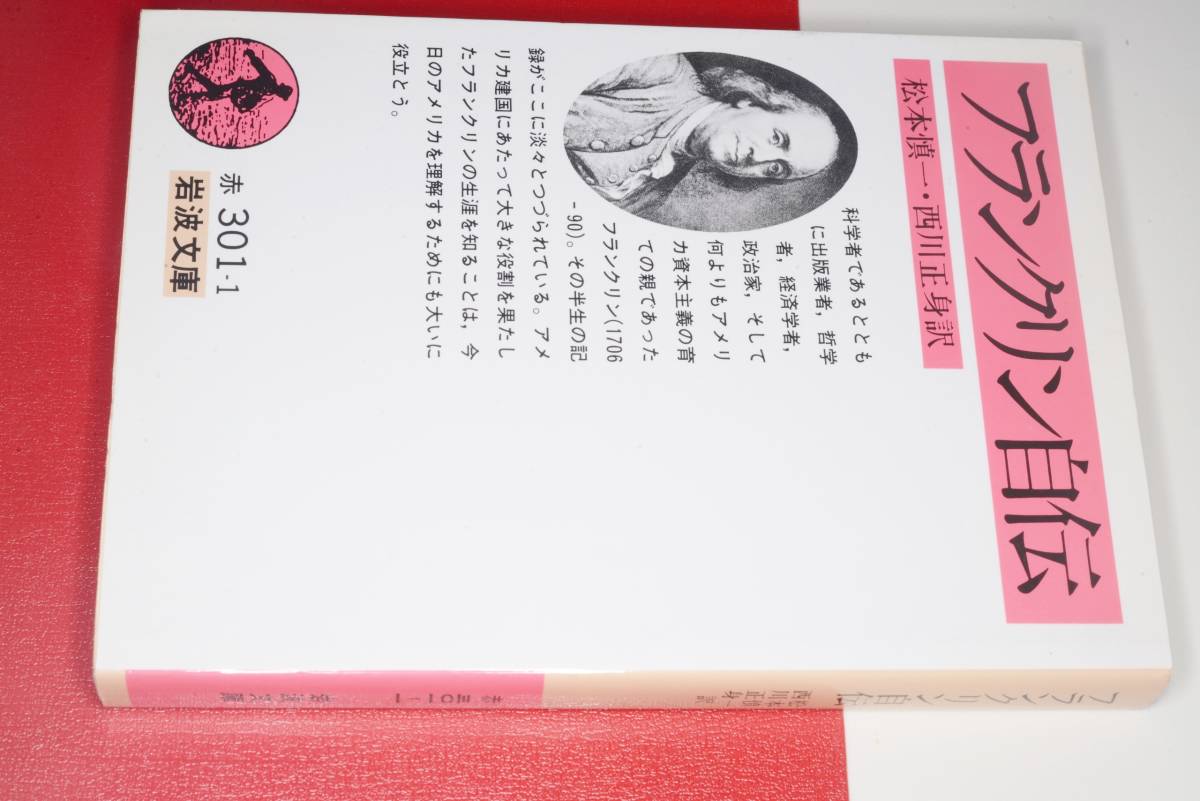 フランクリン自伝
松本慎一・西川正身訳
科学者であるととも
に出版業者，哲学
者，経済学者，
政治家，そして
何よりもアメリ
カ資本主義の育
ての親であった
フランクリン(1706
-90)。その半生の記
録がここに淡々とつづられている。アメ
リカ建国にあたって大きな役割を果たし
たフランクリンの生涯を知ることは，今
日のアメリカを理解するためにも大いに
役立とう。
赤 301-1
岩波文庫
フランクリン自伝
西川正身
赤 三〇一-一
岩波文庫